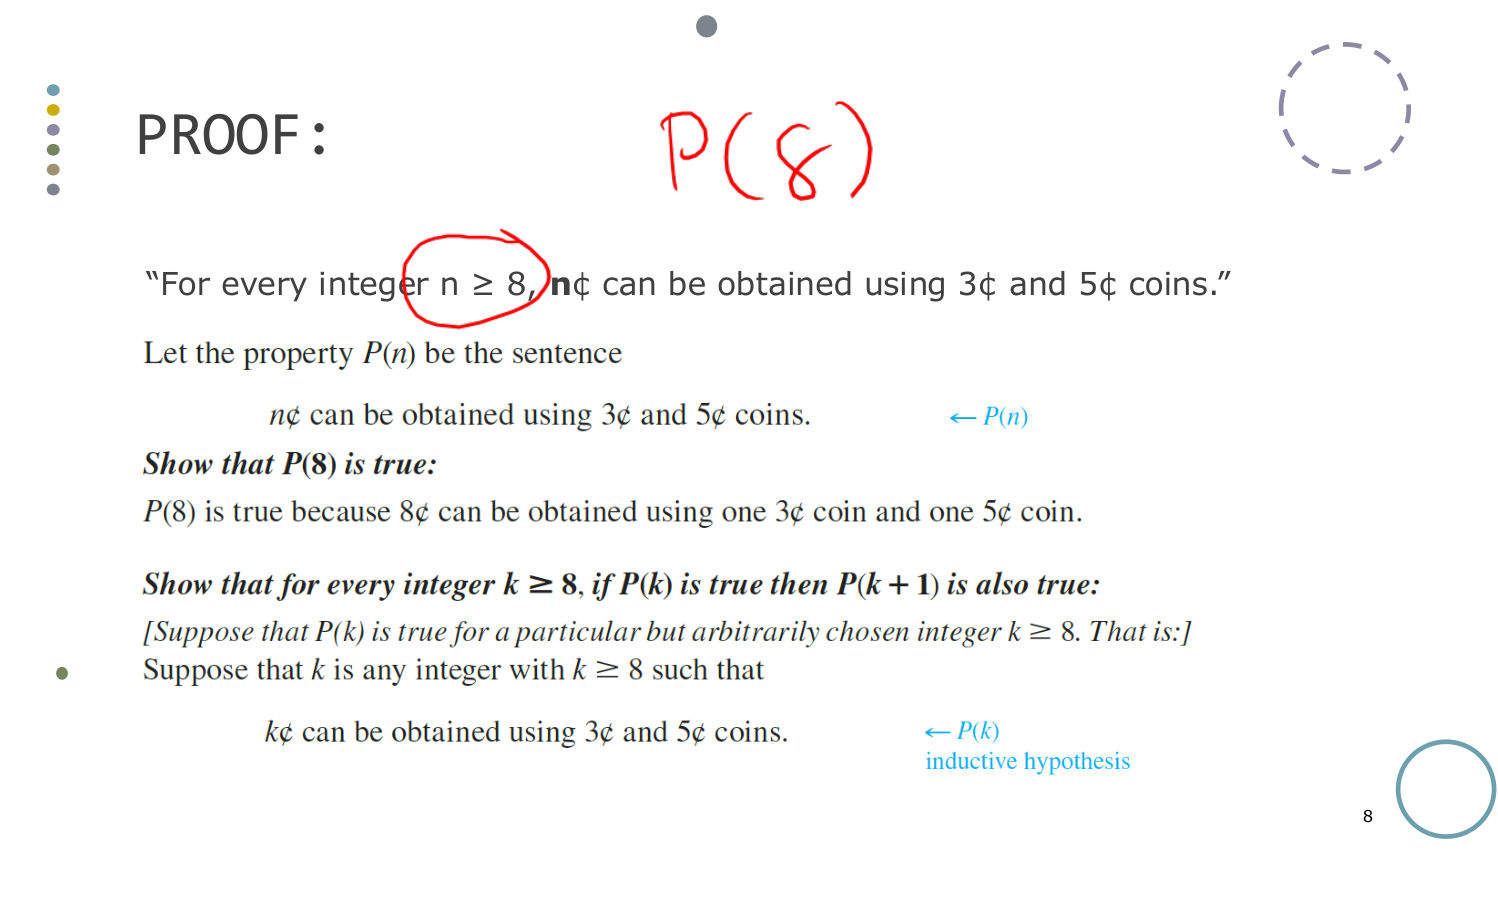 PROOF:
P(8)
“For every integer n ≥ 8, n¢ can be obtained using 3¢ and 5¢ coins.”
Let the property P(n) be the sentence
n¢ can be obtained using 3¢ and 5¢ coins. ← P(n)
Show that P(8) is true:
P(8) is true because 8¢ can be obtained using one 3¢ coin and one 5¢ coin.
Show that for every integer k ≥ 8, if P(k) is true then P(k + 1) is also true:
[Suppose that P(k) is true for a particular but arbitrarily chosen integer k ≥ 8. That is:]
Suppose that k is any integer with k ≥ 8 such that
k¢ can be obtained using 3¢ and 5¢ coins. ← P(k)
inductive hypothesis
8